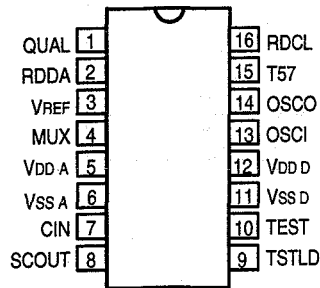 QUAL 1 16 RDCL
RDDA 2 15 T57
VREF 3 14 OSCO
MUX 4 13 OSCI
VDD A 5 12 VDD D
VSS A 6 11 VSS D
CIN 7 10 TEST
SCOUT 8 9 TSTLD